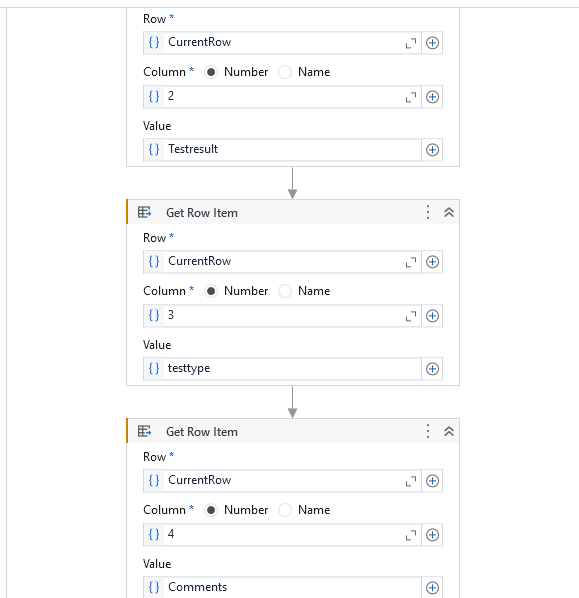 Row *
{} CurrentRow
Column * Number Name
{} 2
Value
{} Testresult
Get Row Item
Row *
{} CurrentRow
Column * Number Name
{} 3
Value
{} testtype
Get Row Item
Row *
{} CurrentRow
Column * Number Name
{} 4
Value
{} Comments